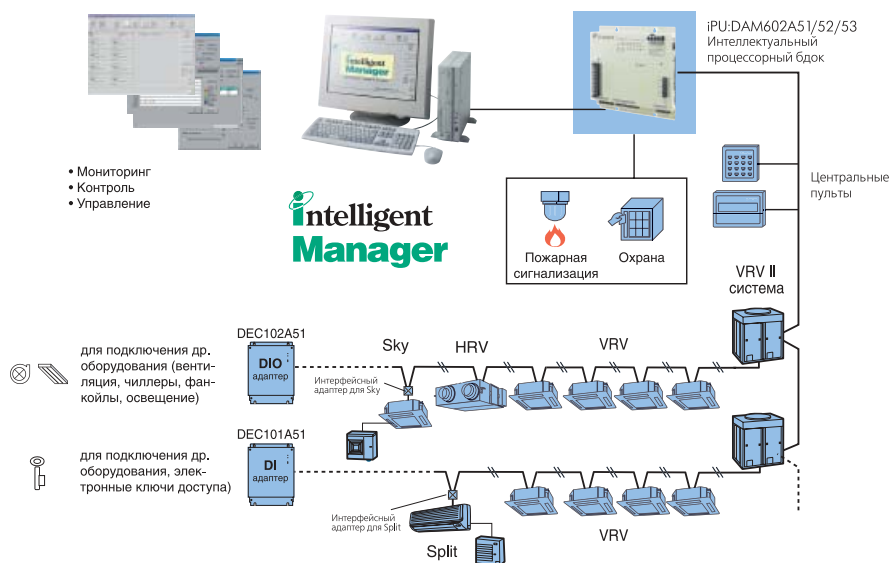 iPU:DAM602A51/52/53
Интеллектуальный
процессорный бдок
• Мониторинг
• Контроль
• Управление
intelligent
Manager
intelligent
Manager
Пожарная
сигнализация
Охрана
Центральные
пульты
VRV II
система
DEC102A51
для подключения др.
оборудования (венти-
ляция, чиллеры, фан-
койлы, освещение)
DIO
адаптер
Sky
HRV
VRV
Интерфейсный
адаптер для Sky
DEC101A51
для подключения др.
оборудования, элек-
тронные ключи доступа)
DI
адаптер
Интерфейсный
адаптер для Split
Split
VRV